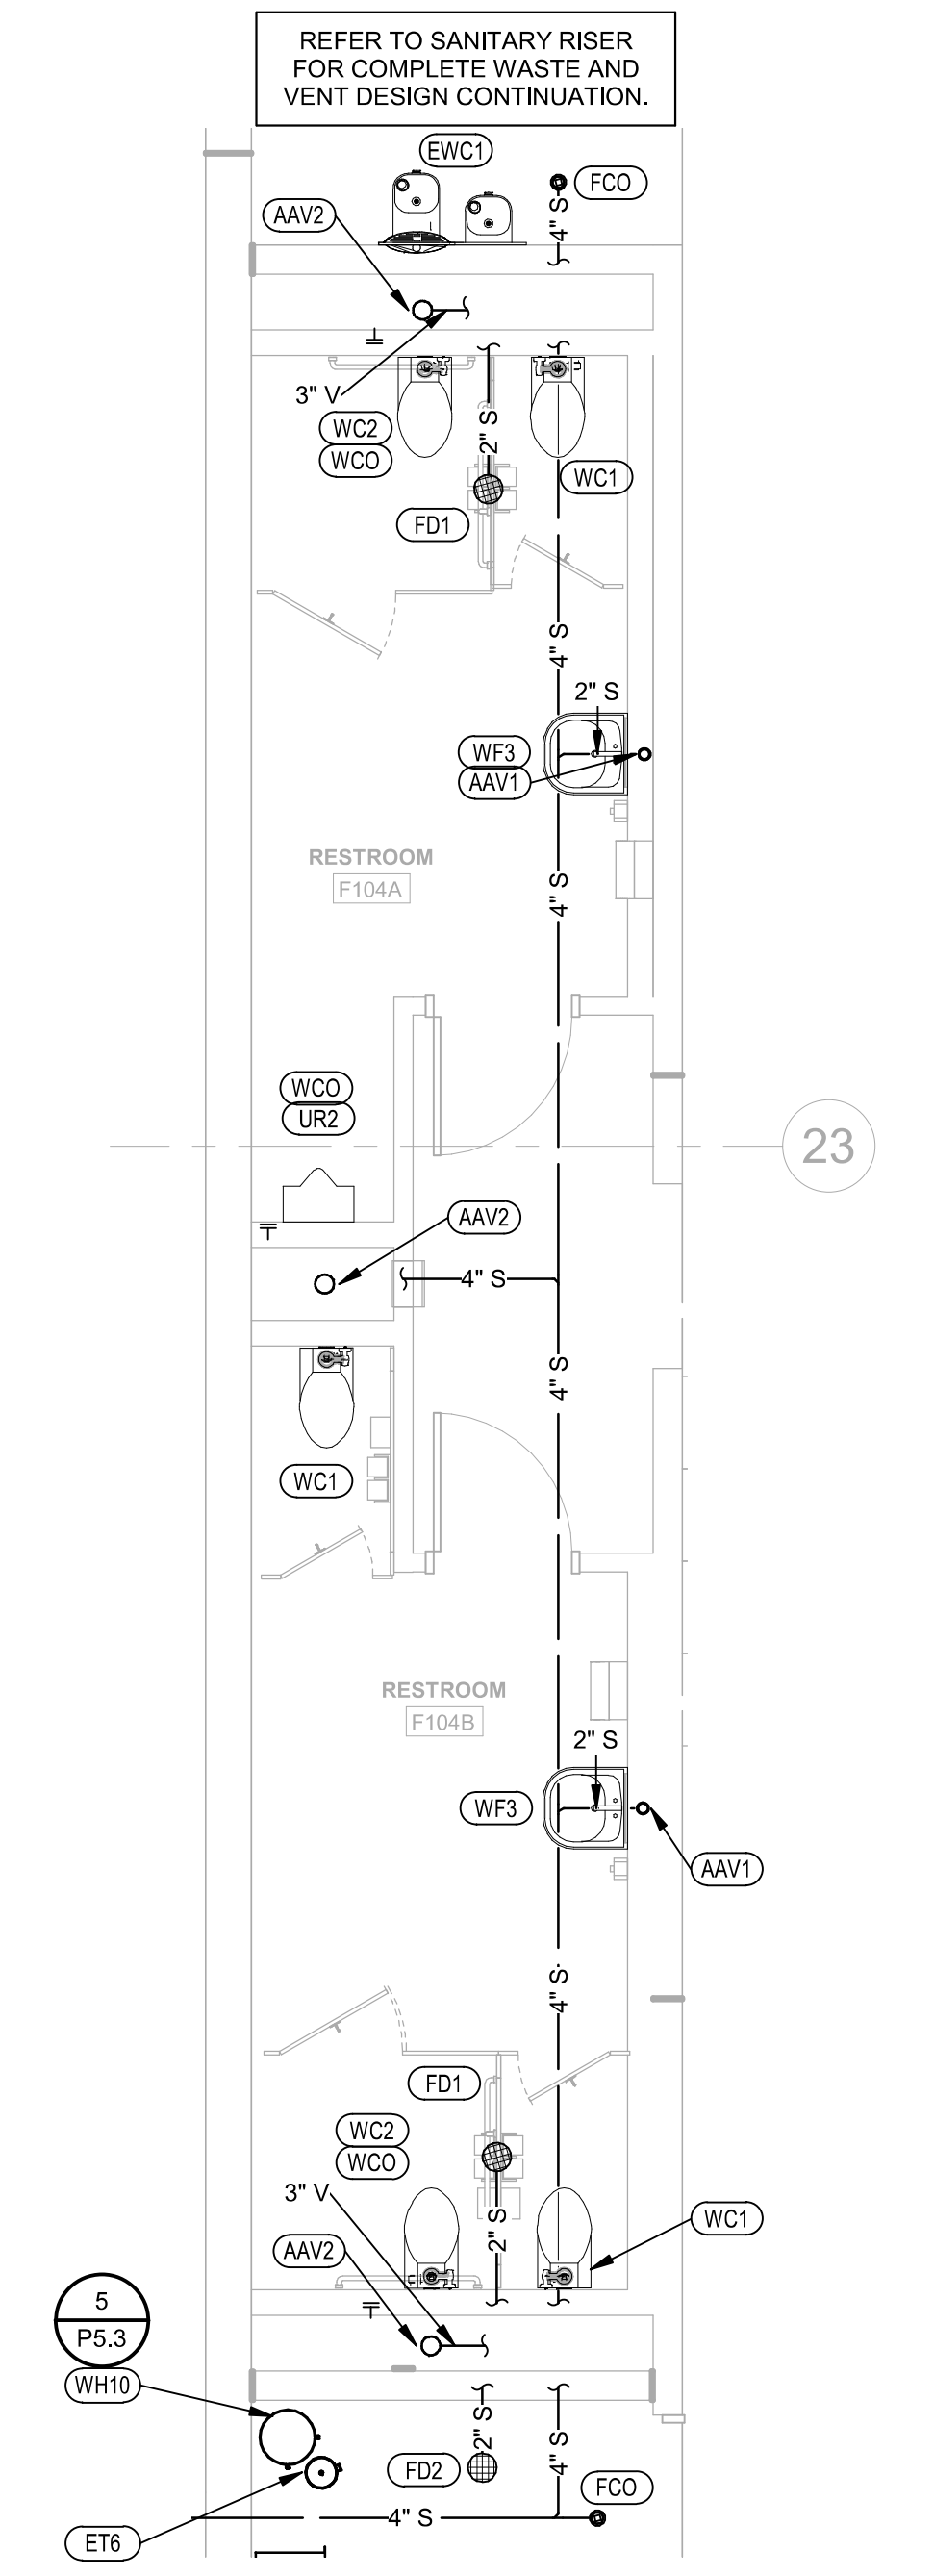 REFER TO SANITARY RISER
FOR COMPLETE WASTE AND
VENT DESIGN CONTINUATION.
EWC1
FCO
AAV2
4" S
3" V
WC2
WCO
2" S
WC1
FD1
4" S
2" S
WF3
AAV1
RESTROOM
F104A
4" S
WCO
UR2
23
AAV2
4" S
4" S
WC1
RESTROOM
F104B
2" S
WF3
AAV1
4" S
FD1
WC2
WCO
3" V
2" S
WC1
AAV2
5
P5.3
WH10
2" S
4" S
FD2
FCO
4" S
ET6